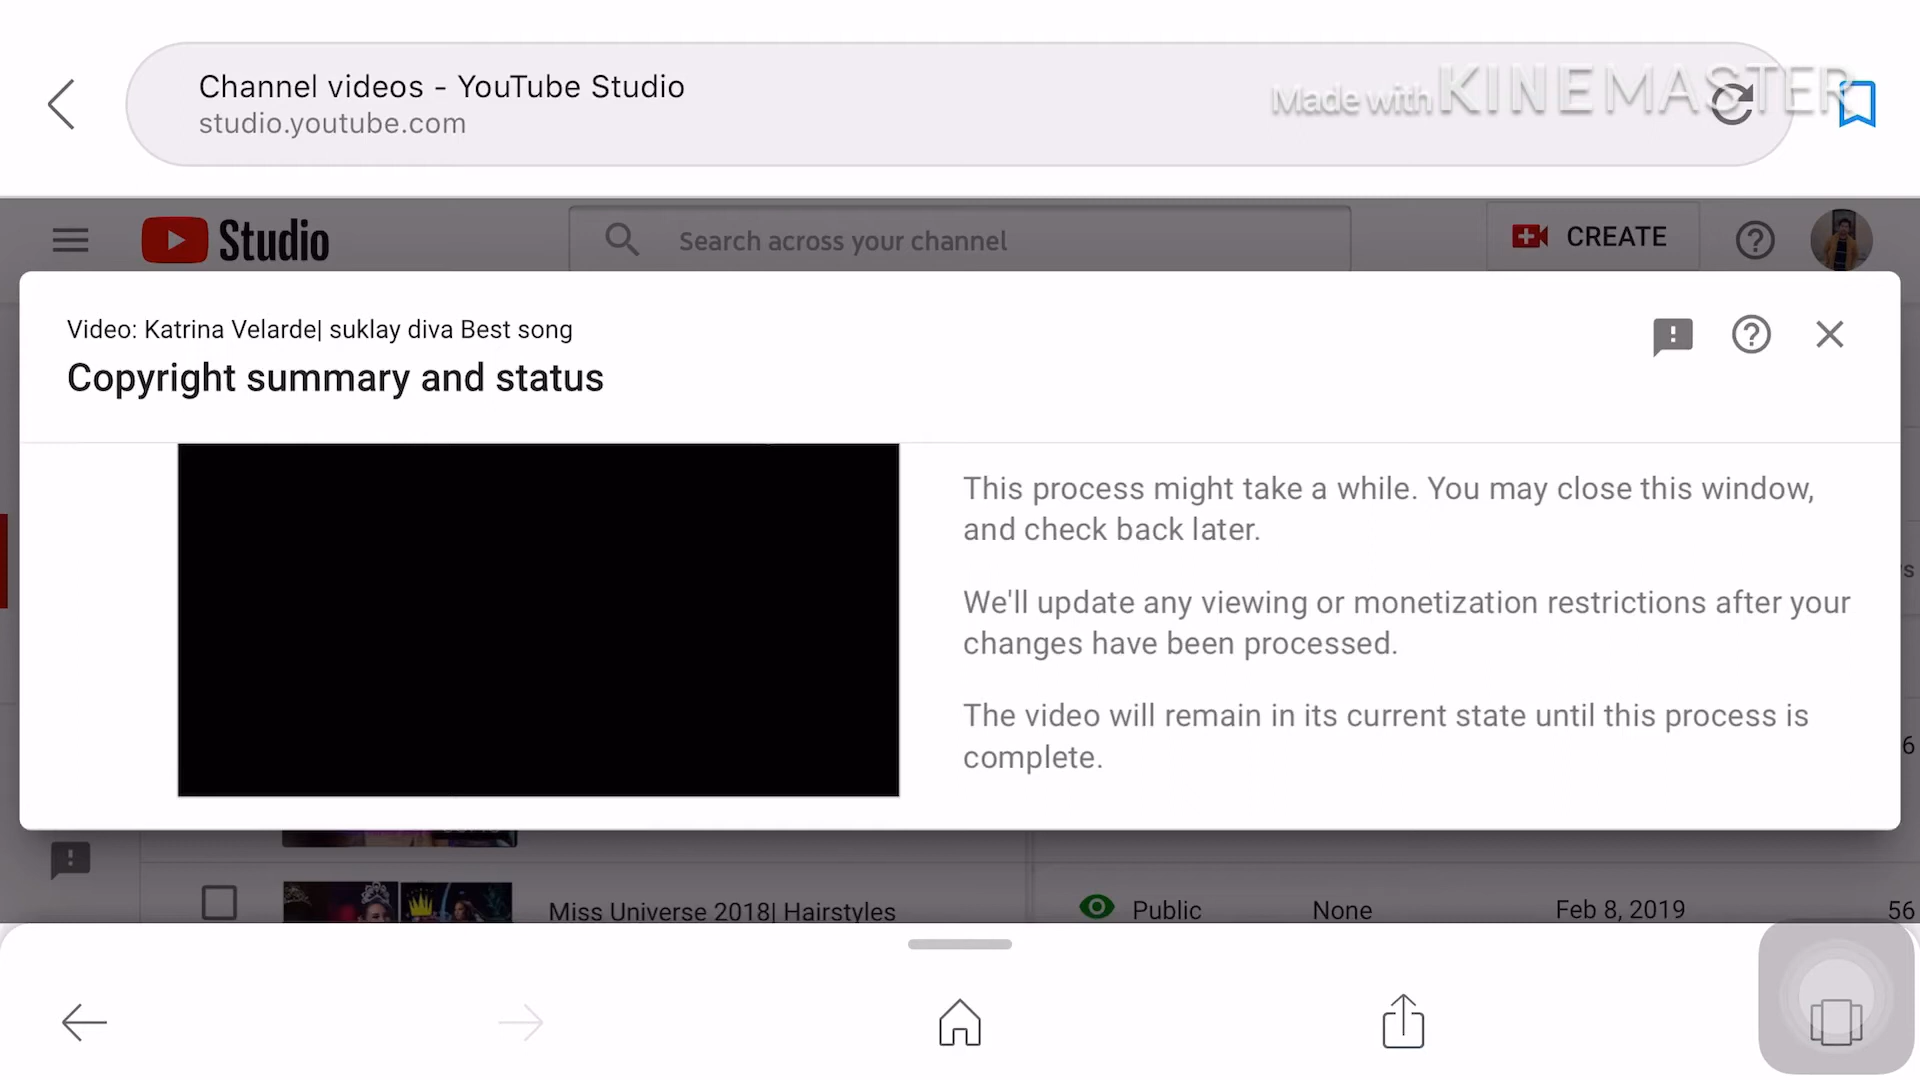 Channel videos - YouTube Studio
studio.youtube.com
Made with KINEMASTER
Studio
Search across your channel
CREATE
Video: Katrina Velarde| suklay diva Best song
Copyright summary and status
This process might take a while. You may close this window,
and check back later.
We'll update any viewing or monetization restrictions after your
changes have been processed.
The video will remain in its current state until this process is
complete.
s
6
Miss Universe 2018| Hairstyles
Public
None
Feb 8, 2019
56